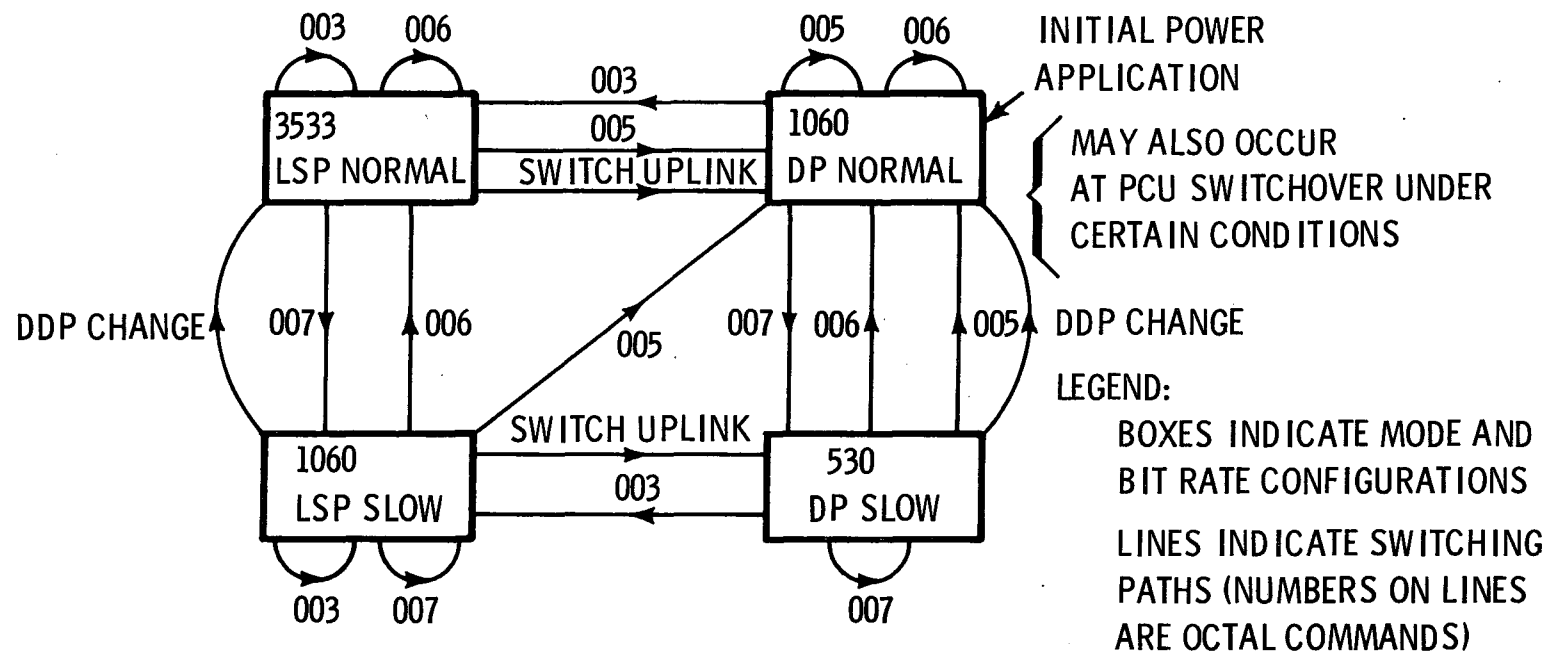 003
006
005
006
INITIAL POWER
APPLICATION
003
3533
LSP NORMAL
005
SWITCH UPLINK
1060
DP NORMAL
MAY ALSO OCCUR
AT PCU SWITCHOVER UNDER
CERTAIN CONDITIONS
DDP CHANGE
007
006
005
007
006
005
DDP CHANGE
LEGEND:
BOXES INDICATE MODE AND
BIT RATE CONFIGURATIONS
LINES INDICATE SWITCHING
PATHS (NUMBERS ON LINES
ARE OCTAL COMMANDS)
SWITCH UPLINK
1060
LSP SLOW
003
530
DP SLOW
003
007
007